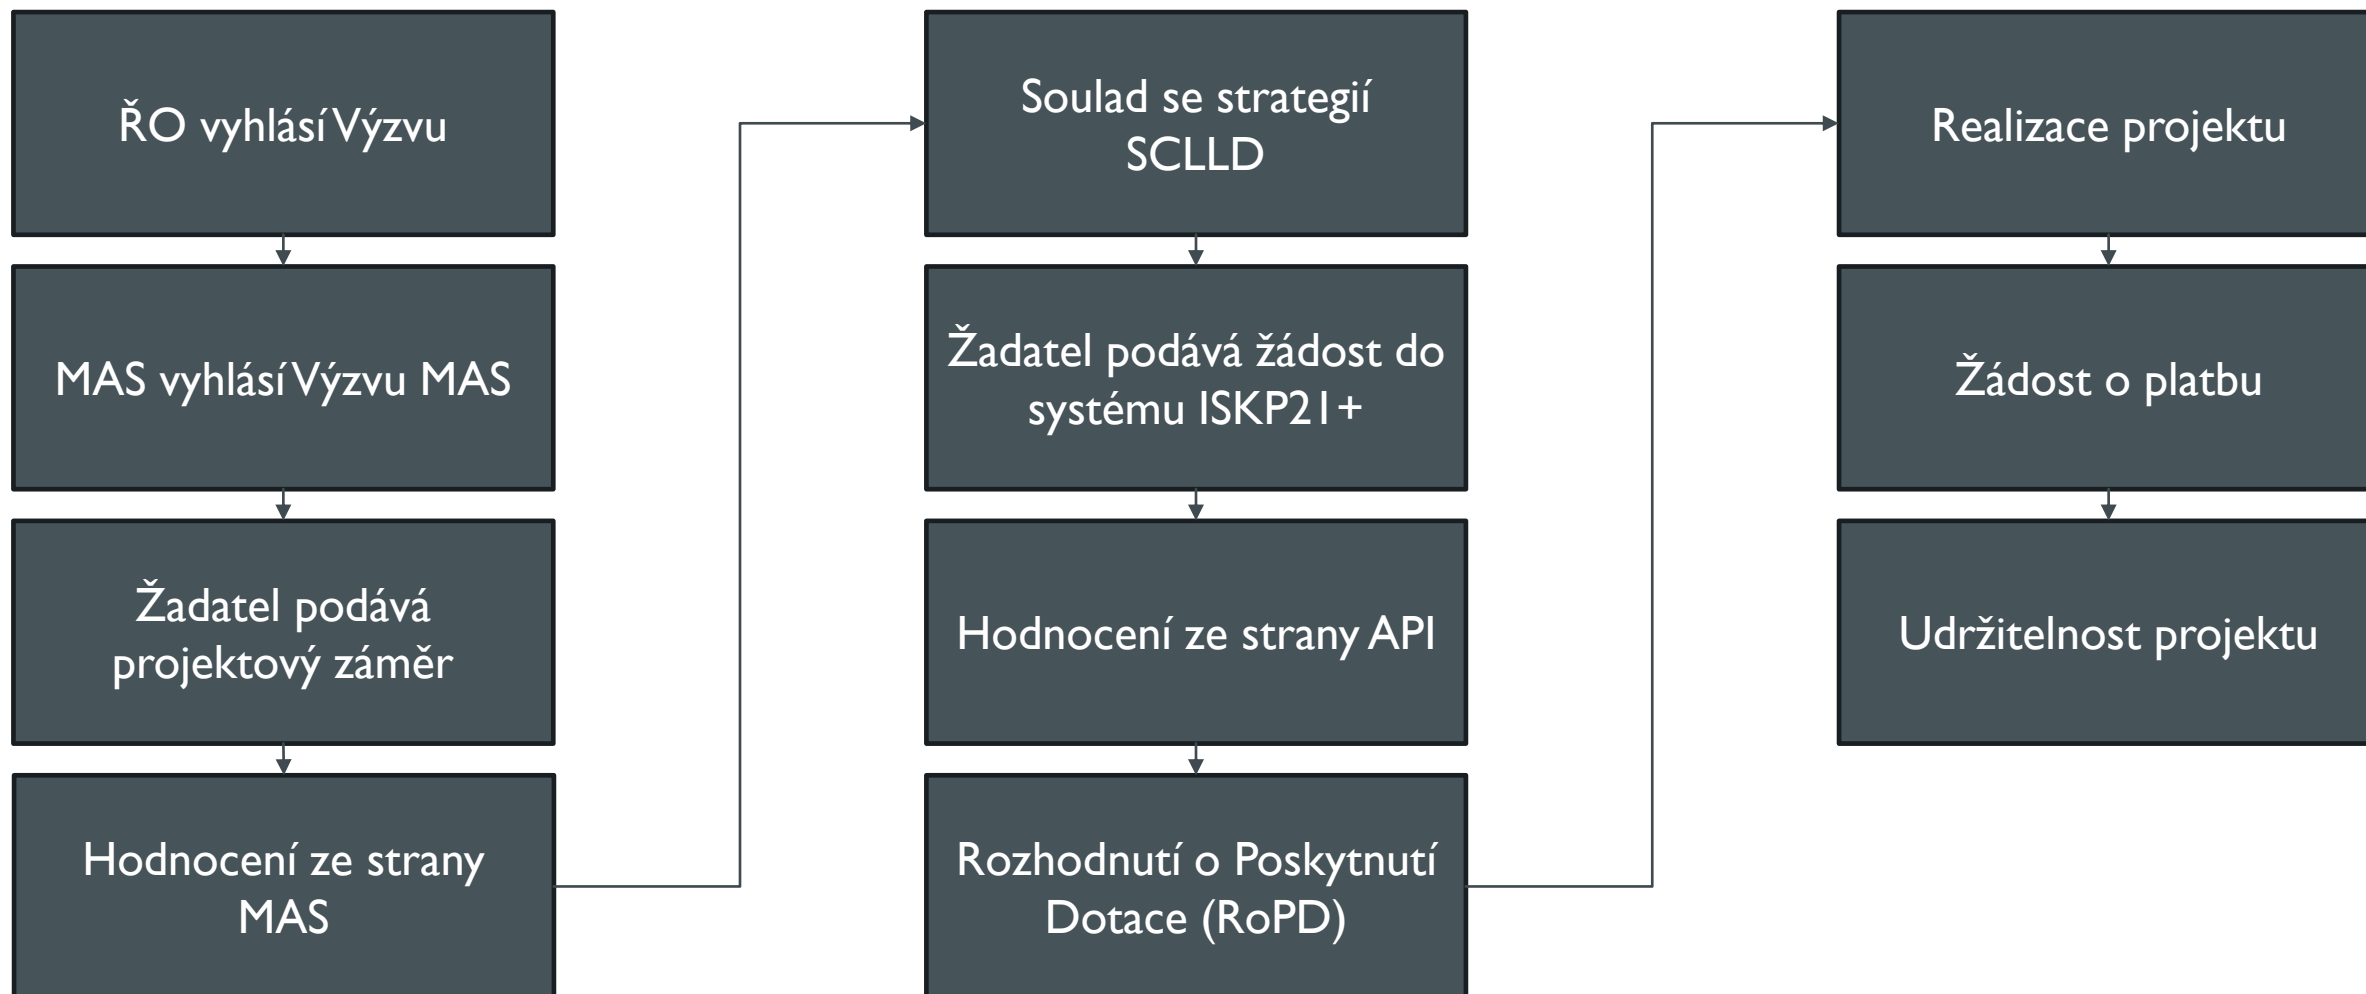 ŘO vyhlásí Výzvu
MAS vyhlásí Výzvu MAS
Žadatel podává
projektový záměr
Hodnocení ze strany
MAS
Soulad se strategií
SCLLD
Žadatel podává žádost do
systému ISKP21+
Hodnocení ze strany API
Rozhodnutí o Poskytnutí
Dotace (RoPD)
Realizace projektu
Žádost o platbu
Udržitelnost projektu